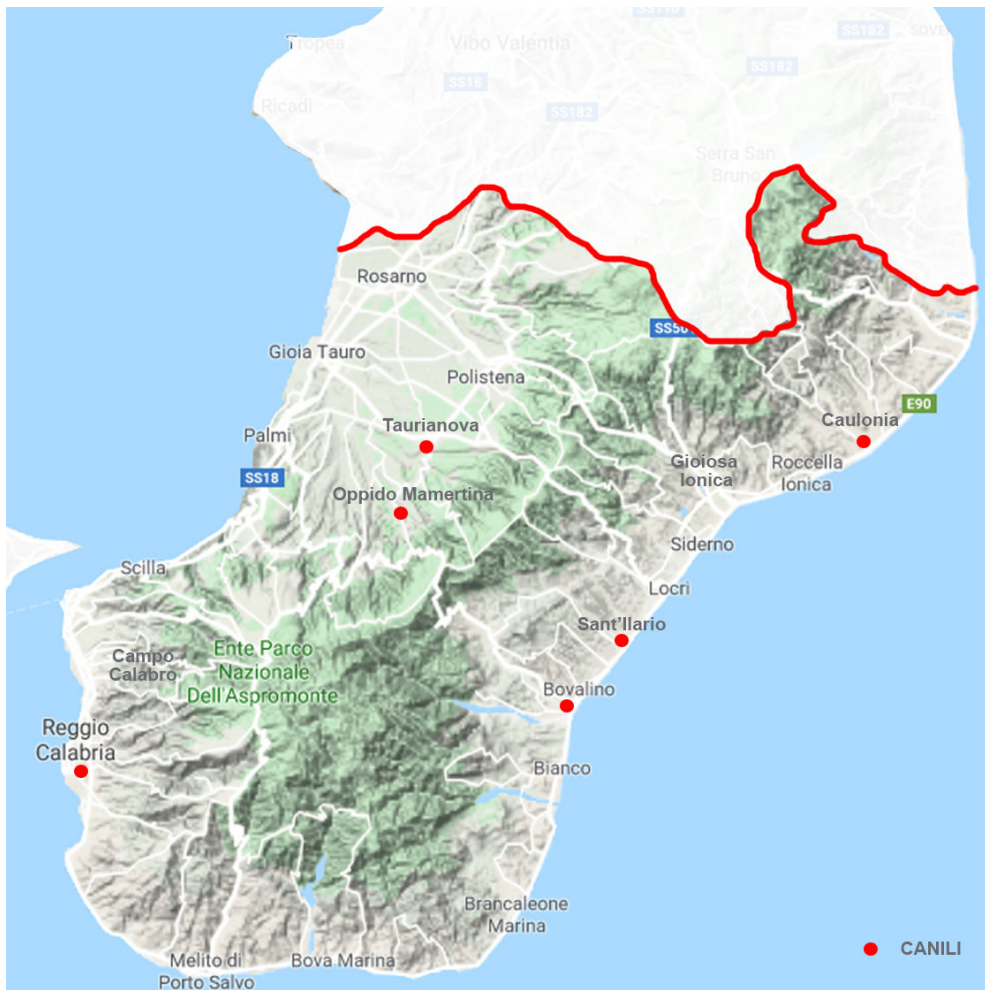 SS110
Tropea
Vibo Valentia
SS182
SOVE
SS18
SS182
Ricadi
SS182
Serra San
Bruno
Rosarno
SS501
Gioia Tauro
Polistena
E90
Taurianova
Caulonia
Palmi
Gioiosa
Ionica
Roccella
Ionica
SS18
Oppido Mamertina
Siderno
Scilla
Locri
Sant'Ilario
Ente Parco
Nazionale
Dell'Aspromonte
Campo
Calabro
Bovalino
Reggio
Calabria
Bianco
Brancaleone
Marina
CANILI
Melito di
Porto Salvo
Bova Marina